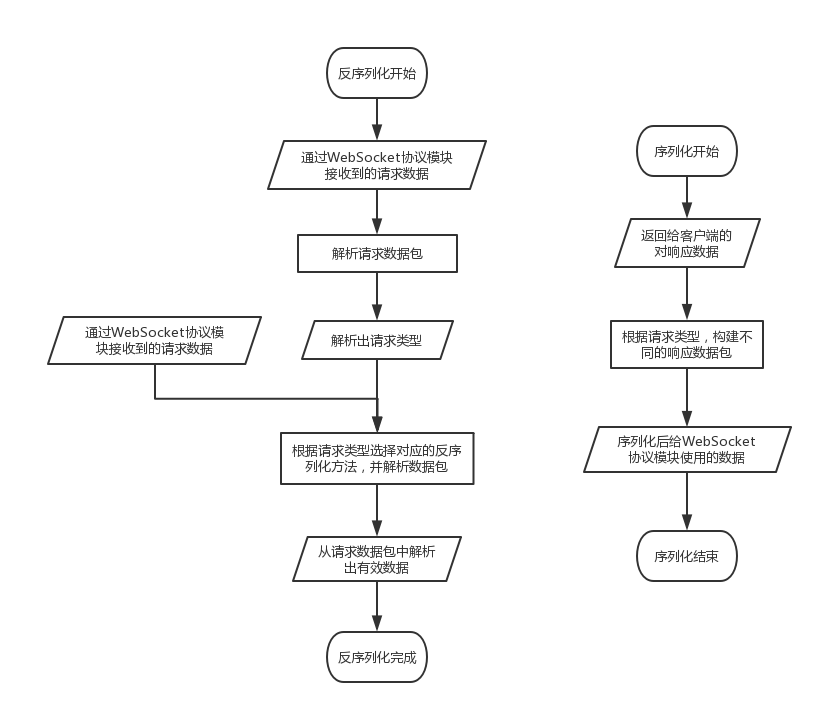 反序列化开始
通过WebSocket协议模块
接收到的请求数据
解析请求数据包
解析出请求类型
通过WebSocket协议模
块接收到的请求数据
根据请求类型选择对应的反序
列化方法，并解析数据包
从请求数据包中解析
出有效数据
反序列化完成
序列化开始
返回给客户端的
对响应数据
根据请求类型，构建不
同的响应数据包
序列化后给WebSocket
协议模块使用的数据
序列化结束